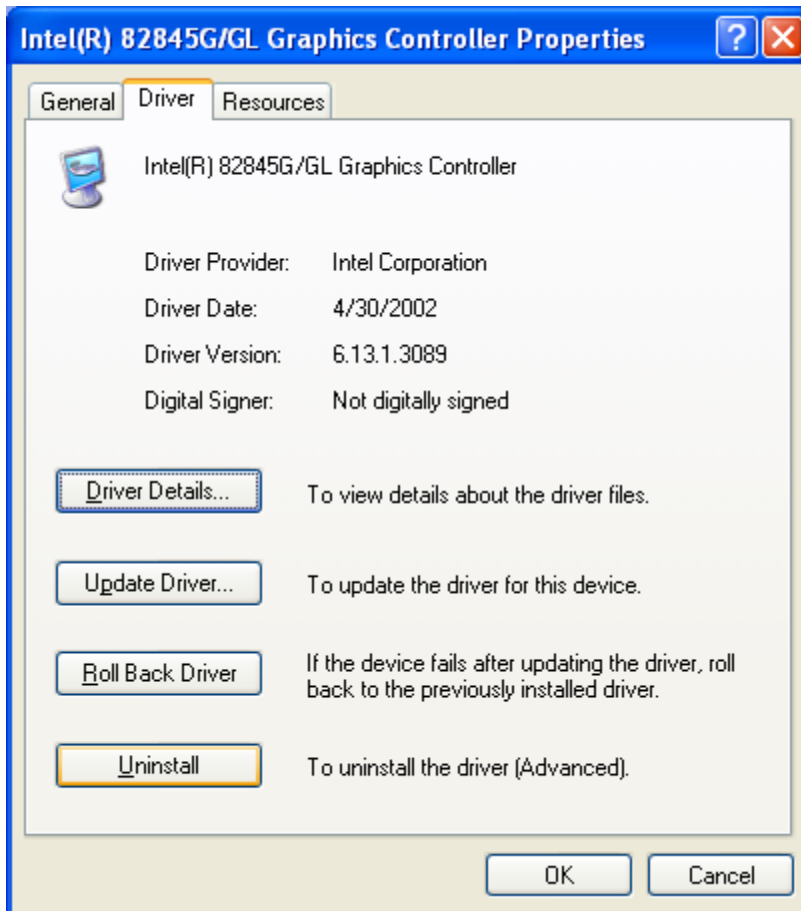 Intel(R) 82845G/GL Graphics Controller Properties
General Driver Resources
Intel(R) 82845G/GL Graphics Controller
Driver Provider: Intel Corporation
Driver Date: 4/30/2002
Driver Version: 6.13.1.3089
Digital Signer: Not digitally signed
Driver Details... To view details about the driver files.
Update Driver... To update the driver for this device.
Roll Back Driver If the device fails after updating the driver, roll
back to the previously installed driver.
Uninstall To uninstall the driver (Advanced).
OK Cancel